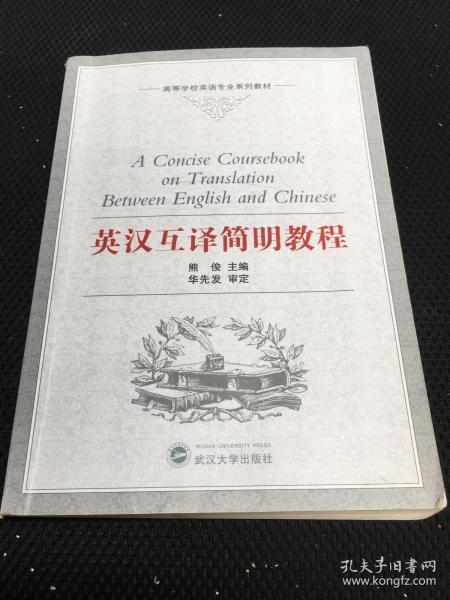 高等学校英语专业系列教材
A Concise Coursebook
on Translation
Between English and Chinese
英汉互译简明教程
熊 俊 主编
华先发 审定
WUHAN UNIVERSITY PRESS
武汉大学出版社
孔夫子旧书网
www.kongfz.com